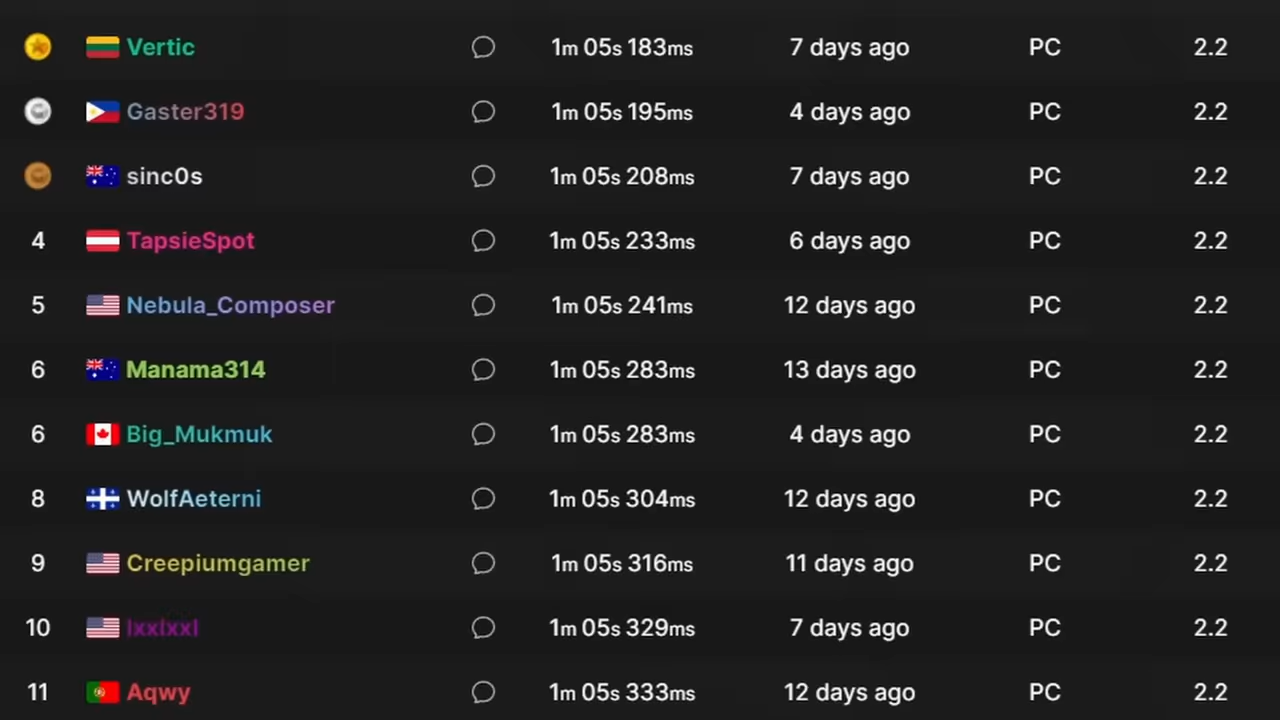 Vertic 1m 05s 183ms 7 days ago PC 2.2
Gaster319 1m 05s 195ms 4 days ago PC 2.2
sinc0s 1m 05s 208ms 7 days ago PC 2.2
4 TapsieSpot 1m 05s 233ms 6 days ago PC 2.2
5 Nebula_Composer 1m 05s 241ms 12 days ago PC 2.2
6 Manama314 1m 05s 283ms 13 days ago PC 2.2
6 Big_Mukmuk 1m 05s 283ms 4 days ago PC 2.2
8 WolfAeterni 1m 05s 304ms 12 days ago PC 2.2
9 Creepiumgamer 1m 05s 316ms 11 days ago PC 2.2
10 1m 05s 329ms 7 days ago PC 2.2
11 Aqwy 1m 05s 333ms 12 days ago PC 2.2